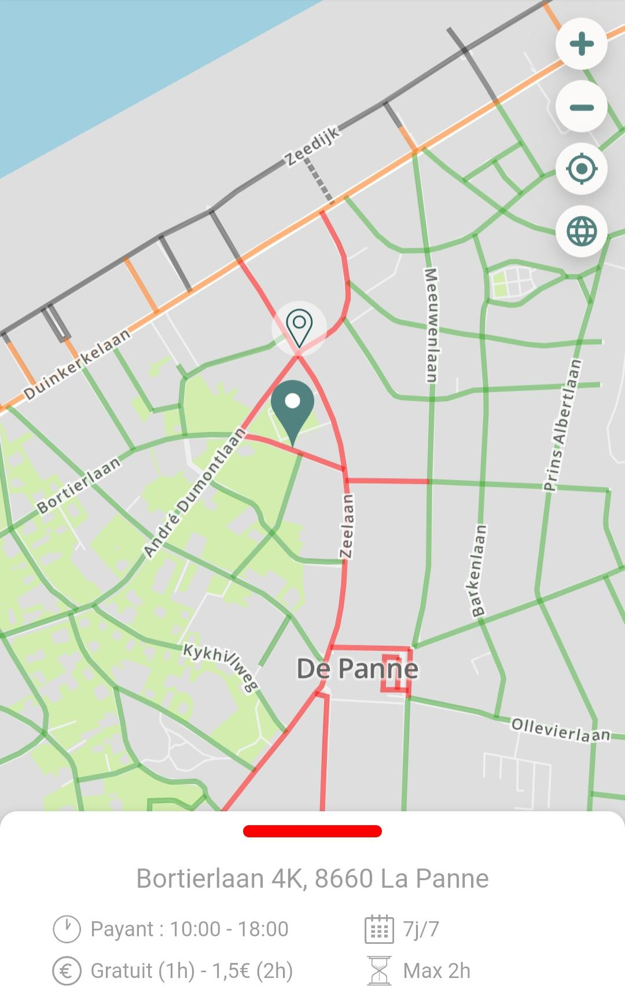 Zeedijk
Duinkerkelaan
Meeuwenlaan
Prins Albertlaan
Bortierlaan
André Dumontlaan
Zeelaan
Barkenlaan
Kykhillweg
De Panne
Ollevierlaan
Bortierlaan 4K, 8660 La Panne
Payant : 10:00 - 18:00
7j/7
Gratuit (1h) - 1,5€ (2h)
Max 2h